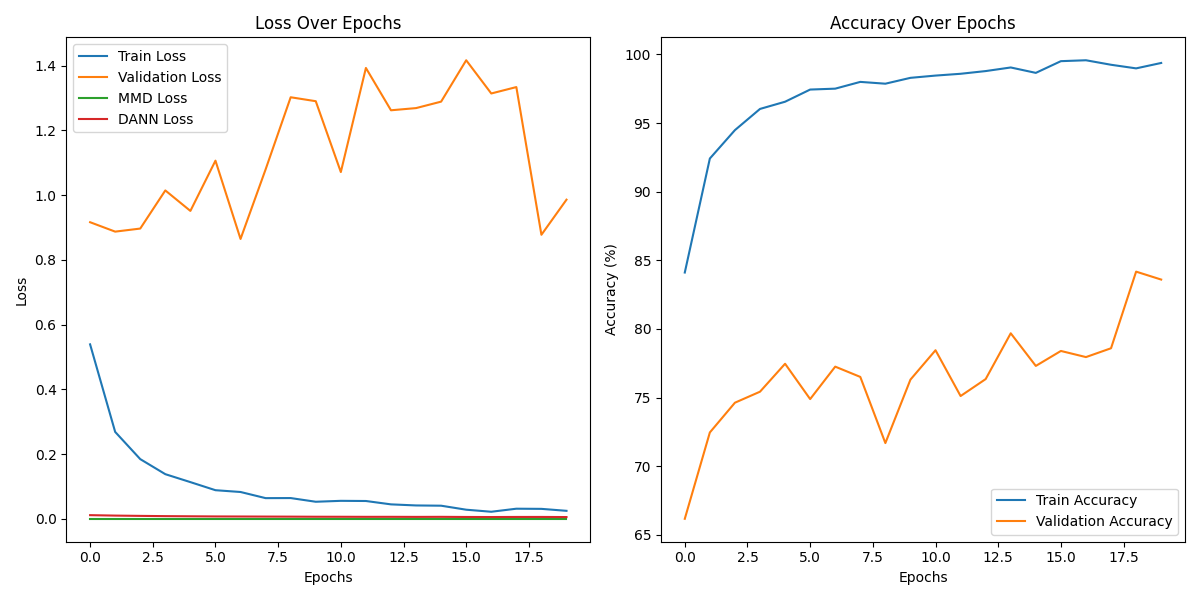 Loss Over Epochs
Train Loss
Validation Loss
MMD Loss
DANN Loss
1.4
1.2
1.0
0.8
0.6
0.4
0.2
0.0
Loss
0.0 2.5 5.0 7.5 10.0 12.5 15.0 17.5
Epochs
Accuracy Over Epochs
100
95
90
85
80
75
70
65
Accuracy (%)
Train Accuracy
Validation Accuracy
0.0 2.5 5.0 7.5 10.0 12.5 15.0 17.5
Epochs